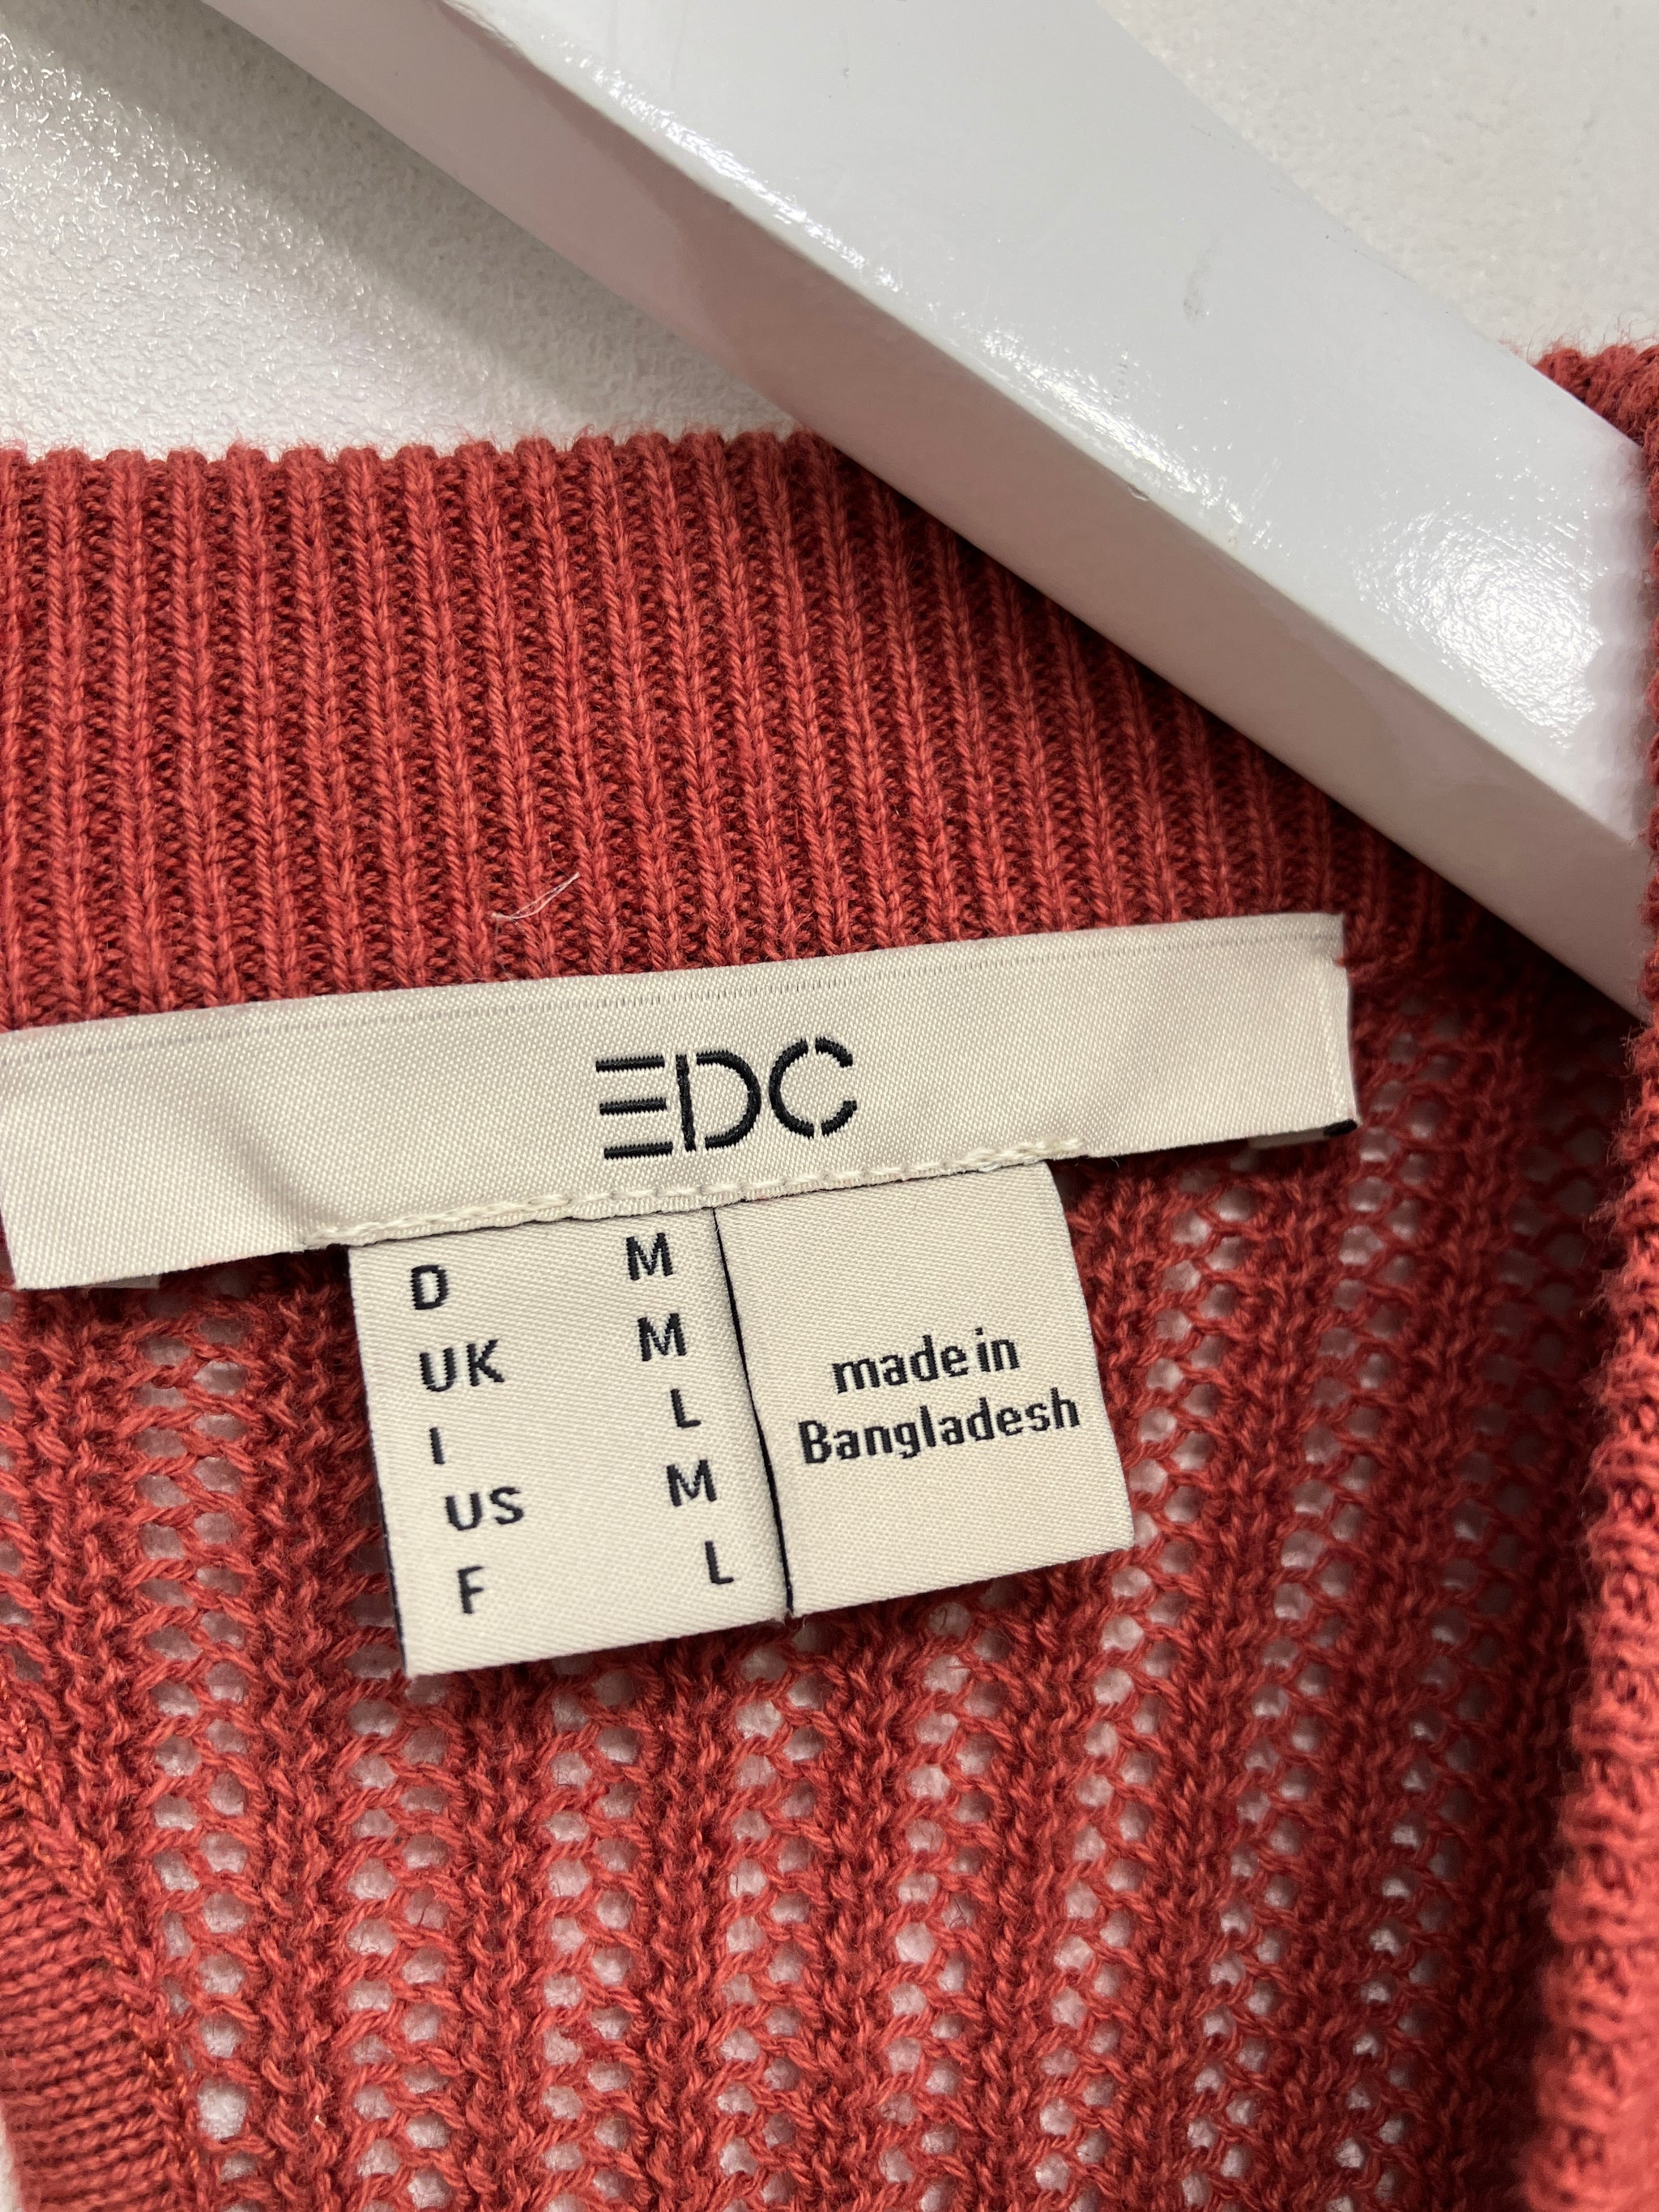 EDC
D M
UK M
I L
US M
F L
made in
Bangladesh